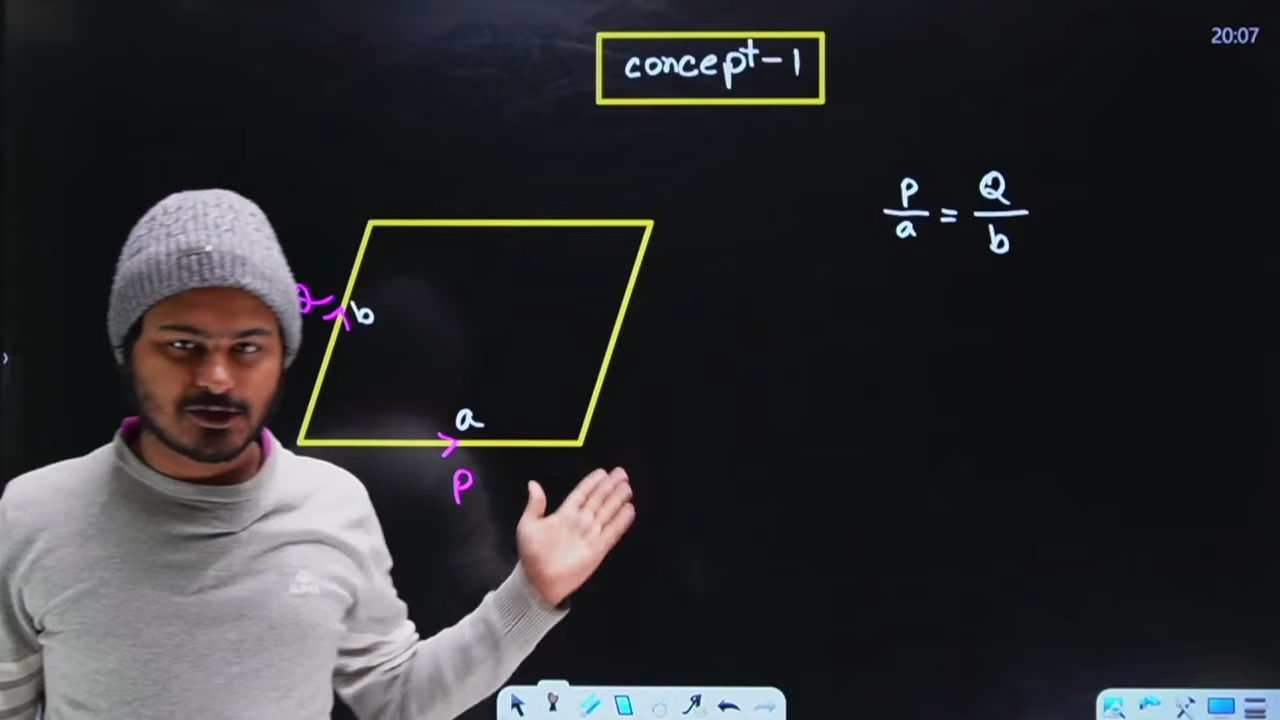 20:07
concept-1
P/a = Q/b
Q
b
a
P